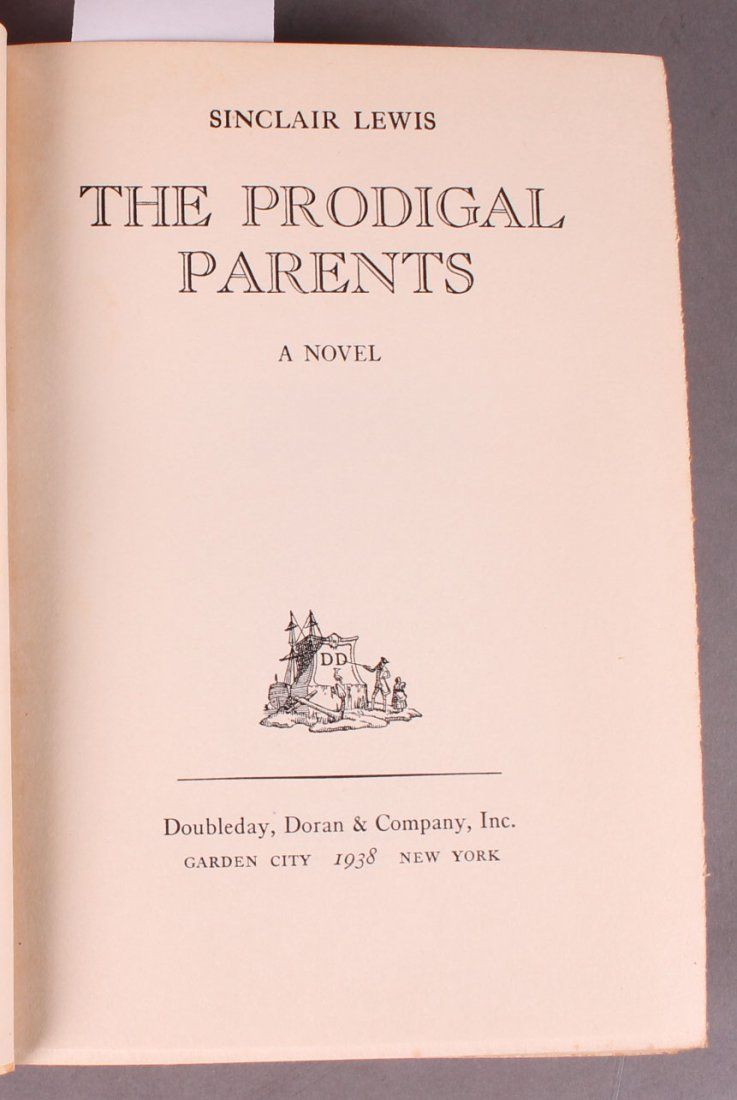 SINCLAIR LEWIS
THE PRODIGAL
PARENTS
A NOVEL
DD
Doubleday, Doran & Company, Inc.
GARDEN CITY 1938 NEW YORK